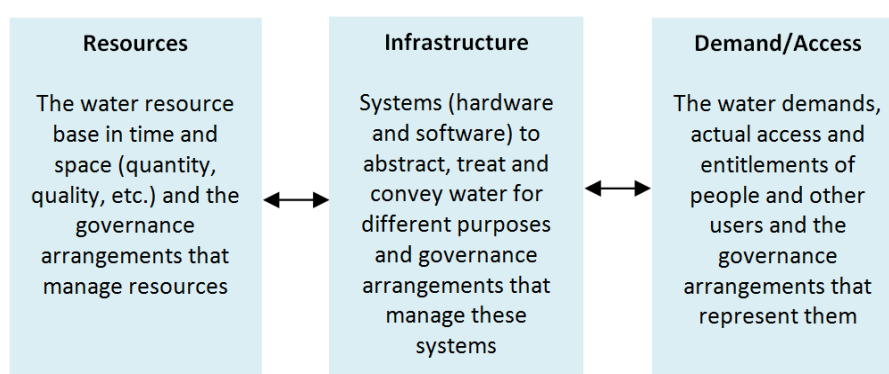 Resources
The water resource
base in time and
space (quantity,
quality, etc.) and the
governance
arrangements that
manage resources
Infrastructure
Systems (hardware
and software) to
abstract, treat and
convey water for
different purposes
and governance
arrangements that
manage these
systems
Demand/Access
The water demands,
actual access and
entitlements of
people and other
users and the
governance
arrangements that
represent them